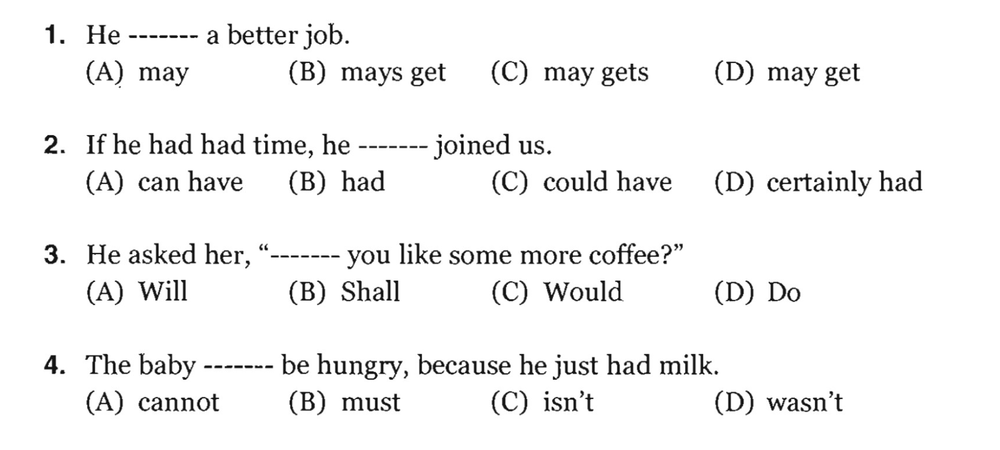 1. He ------- a better job.
(A) may (B) mays get (C) may gets (D) may get
2. If he had had time, he ------- joined us.
(A) can have (B) had (C) could have (D) certainly had
3. He asked her, “------- you like some more coffee?”
(A) Will (B) Shall (C) Would (D) Do
4. The baby ------- be hungry, because he just had milk.
(A) cannot (B) must (C) isn’t (D) wasn’t